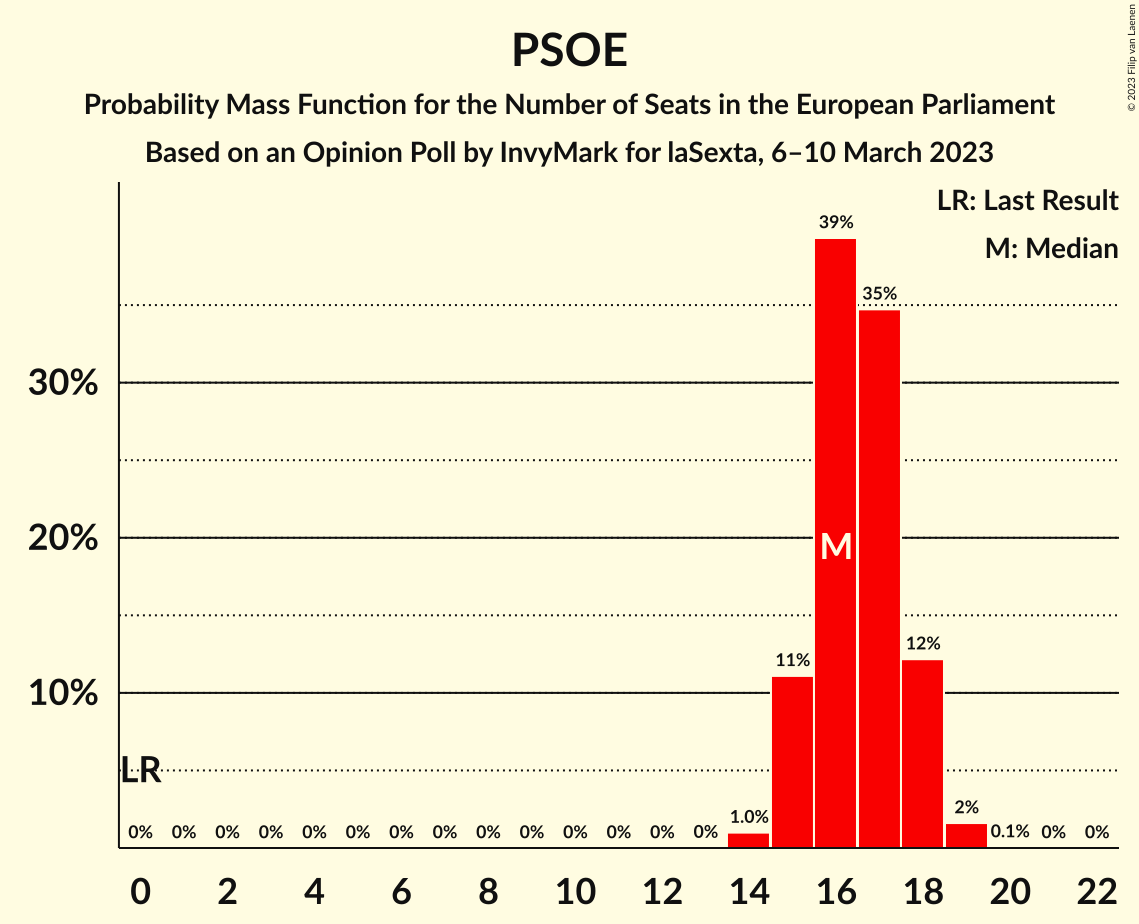 PSOE
Probability Mass Function for the Number of Seats in the European Parliament
Based on an Opinion Poll by InvyMark for laSexta, 6–10 March 2023
© 2023 Filip van Laenen
LR: Last Result
M: Median
39%
35%
30%
20%
M
12%
11%
10%
LR
2%
1.0%
0% 0% 0% 0% 0% 0% 0% 0% 0% 0% 0% 0% 0% 0% 0.1% 0% 0%
0 2 4 6 8 10 12 14 16 18 20 22